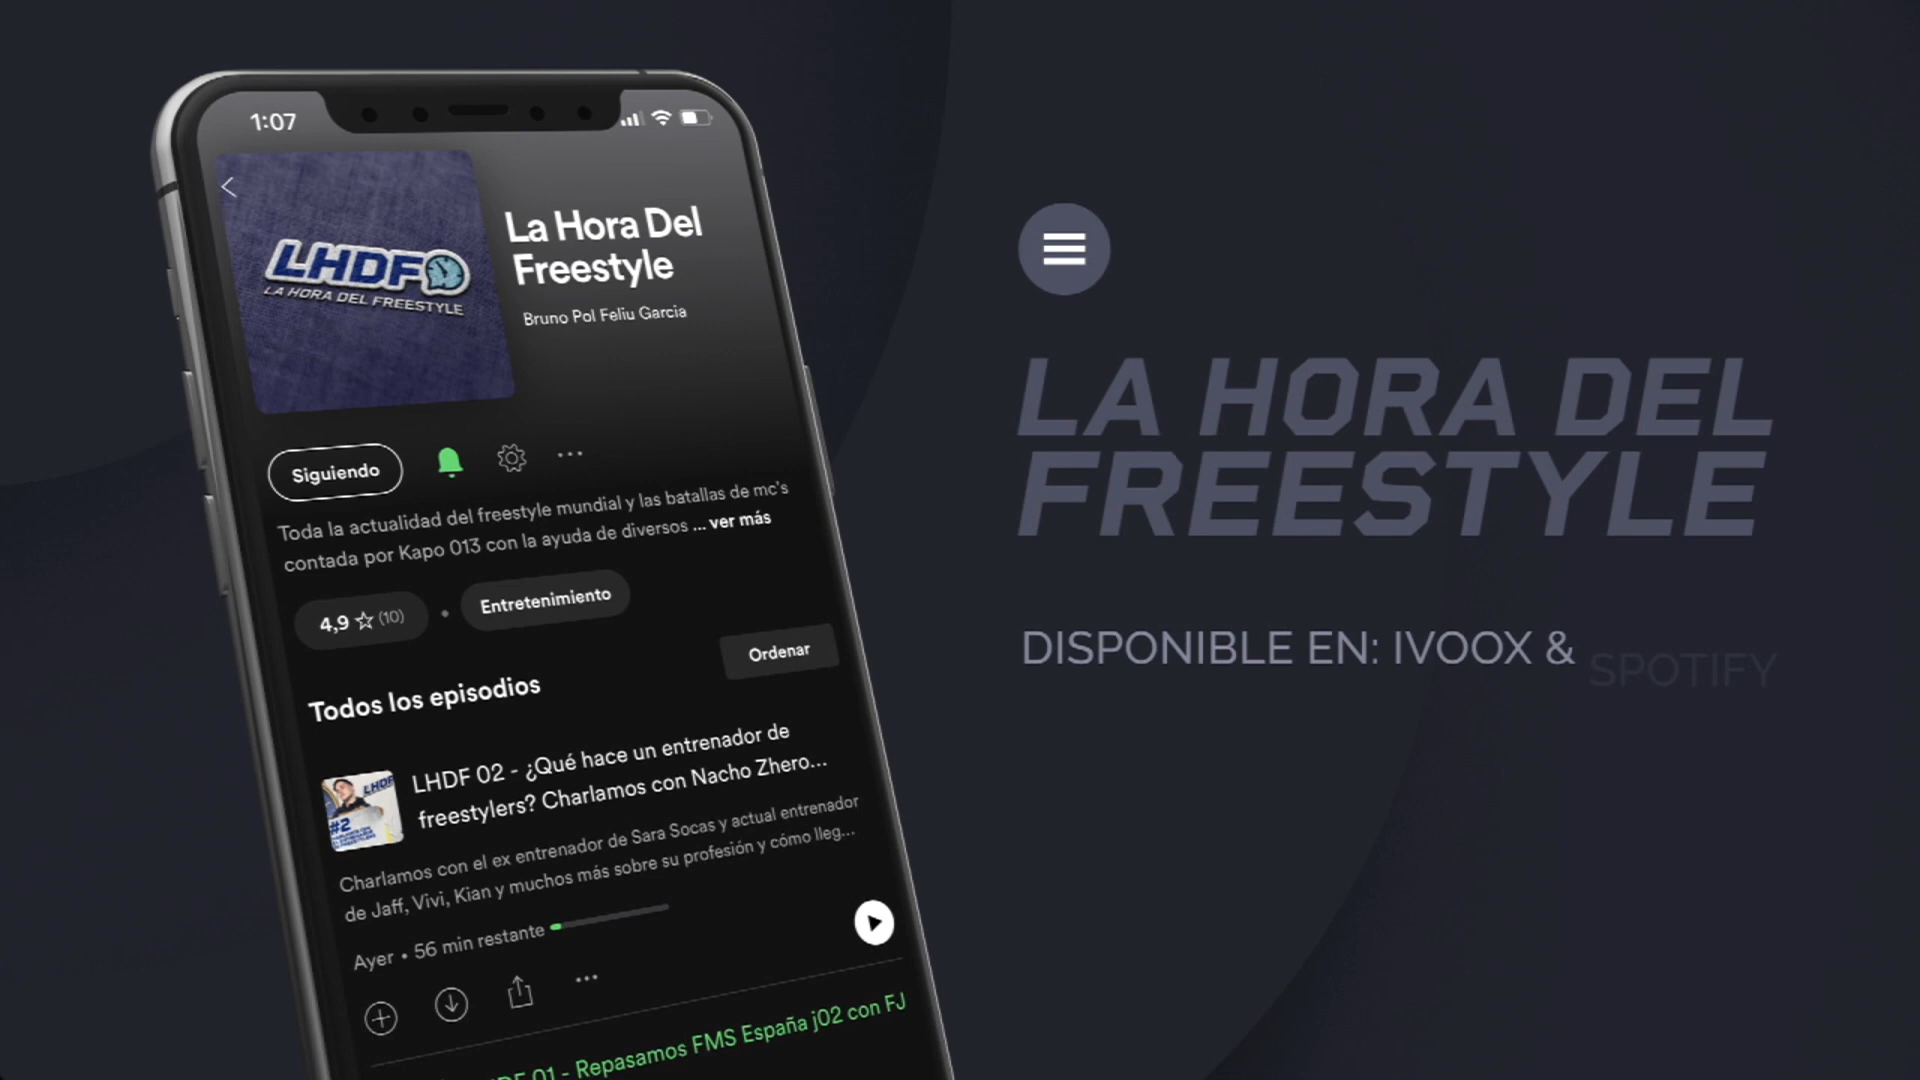 1:07
LHDF
LA HORA DEL FREESTYLE
La Hora Del
Freestyle
Bruno Pol Feliu Garcia
Siguiendo
Toda la actualidad del freestyle mundial y las batallas de mc's
contada por Kapo 013 con la ayuda de diversos ... ver más
4,9 (10) • Entretenimiento
Ordenar
Todos los episodios
LHDF
#2
LHDF 02 - ¿Qué hace un entrenador de
freestylers? Charlamos con Nacho Zhero...
Charlamos con el ex entrenador de Sara Socas y actual entrenador
de Jaff, Vivi, Kian y muchos más sobre su profesión y cómo lleg...
Ayer • 56 min restante
01 - Repasamos FMS España j02 con FJ
LA HORA DEL
FREESTYLE
DISPONIBLE EN: IVOOX & SPOTIFY